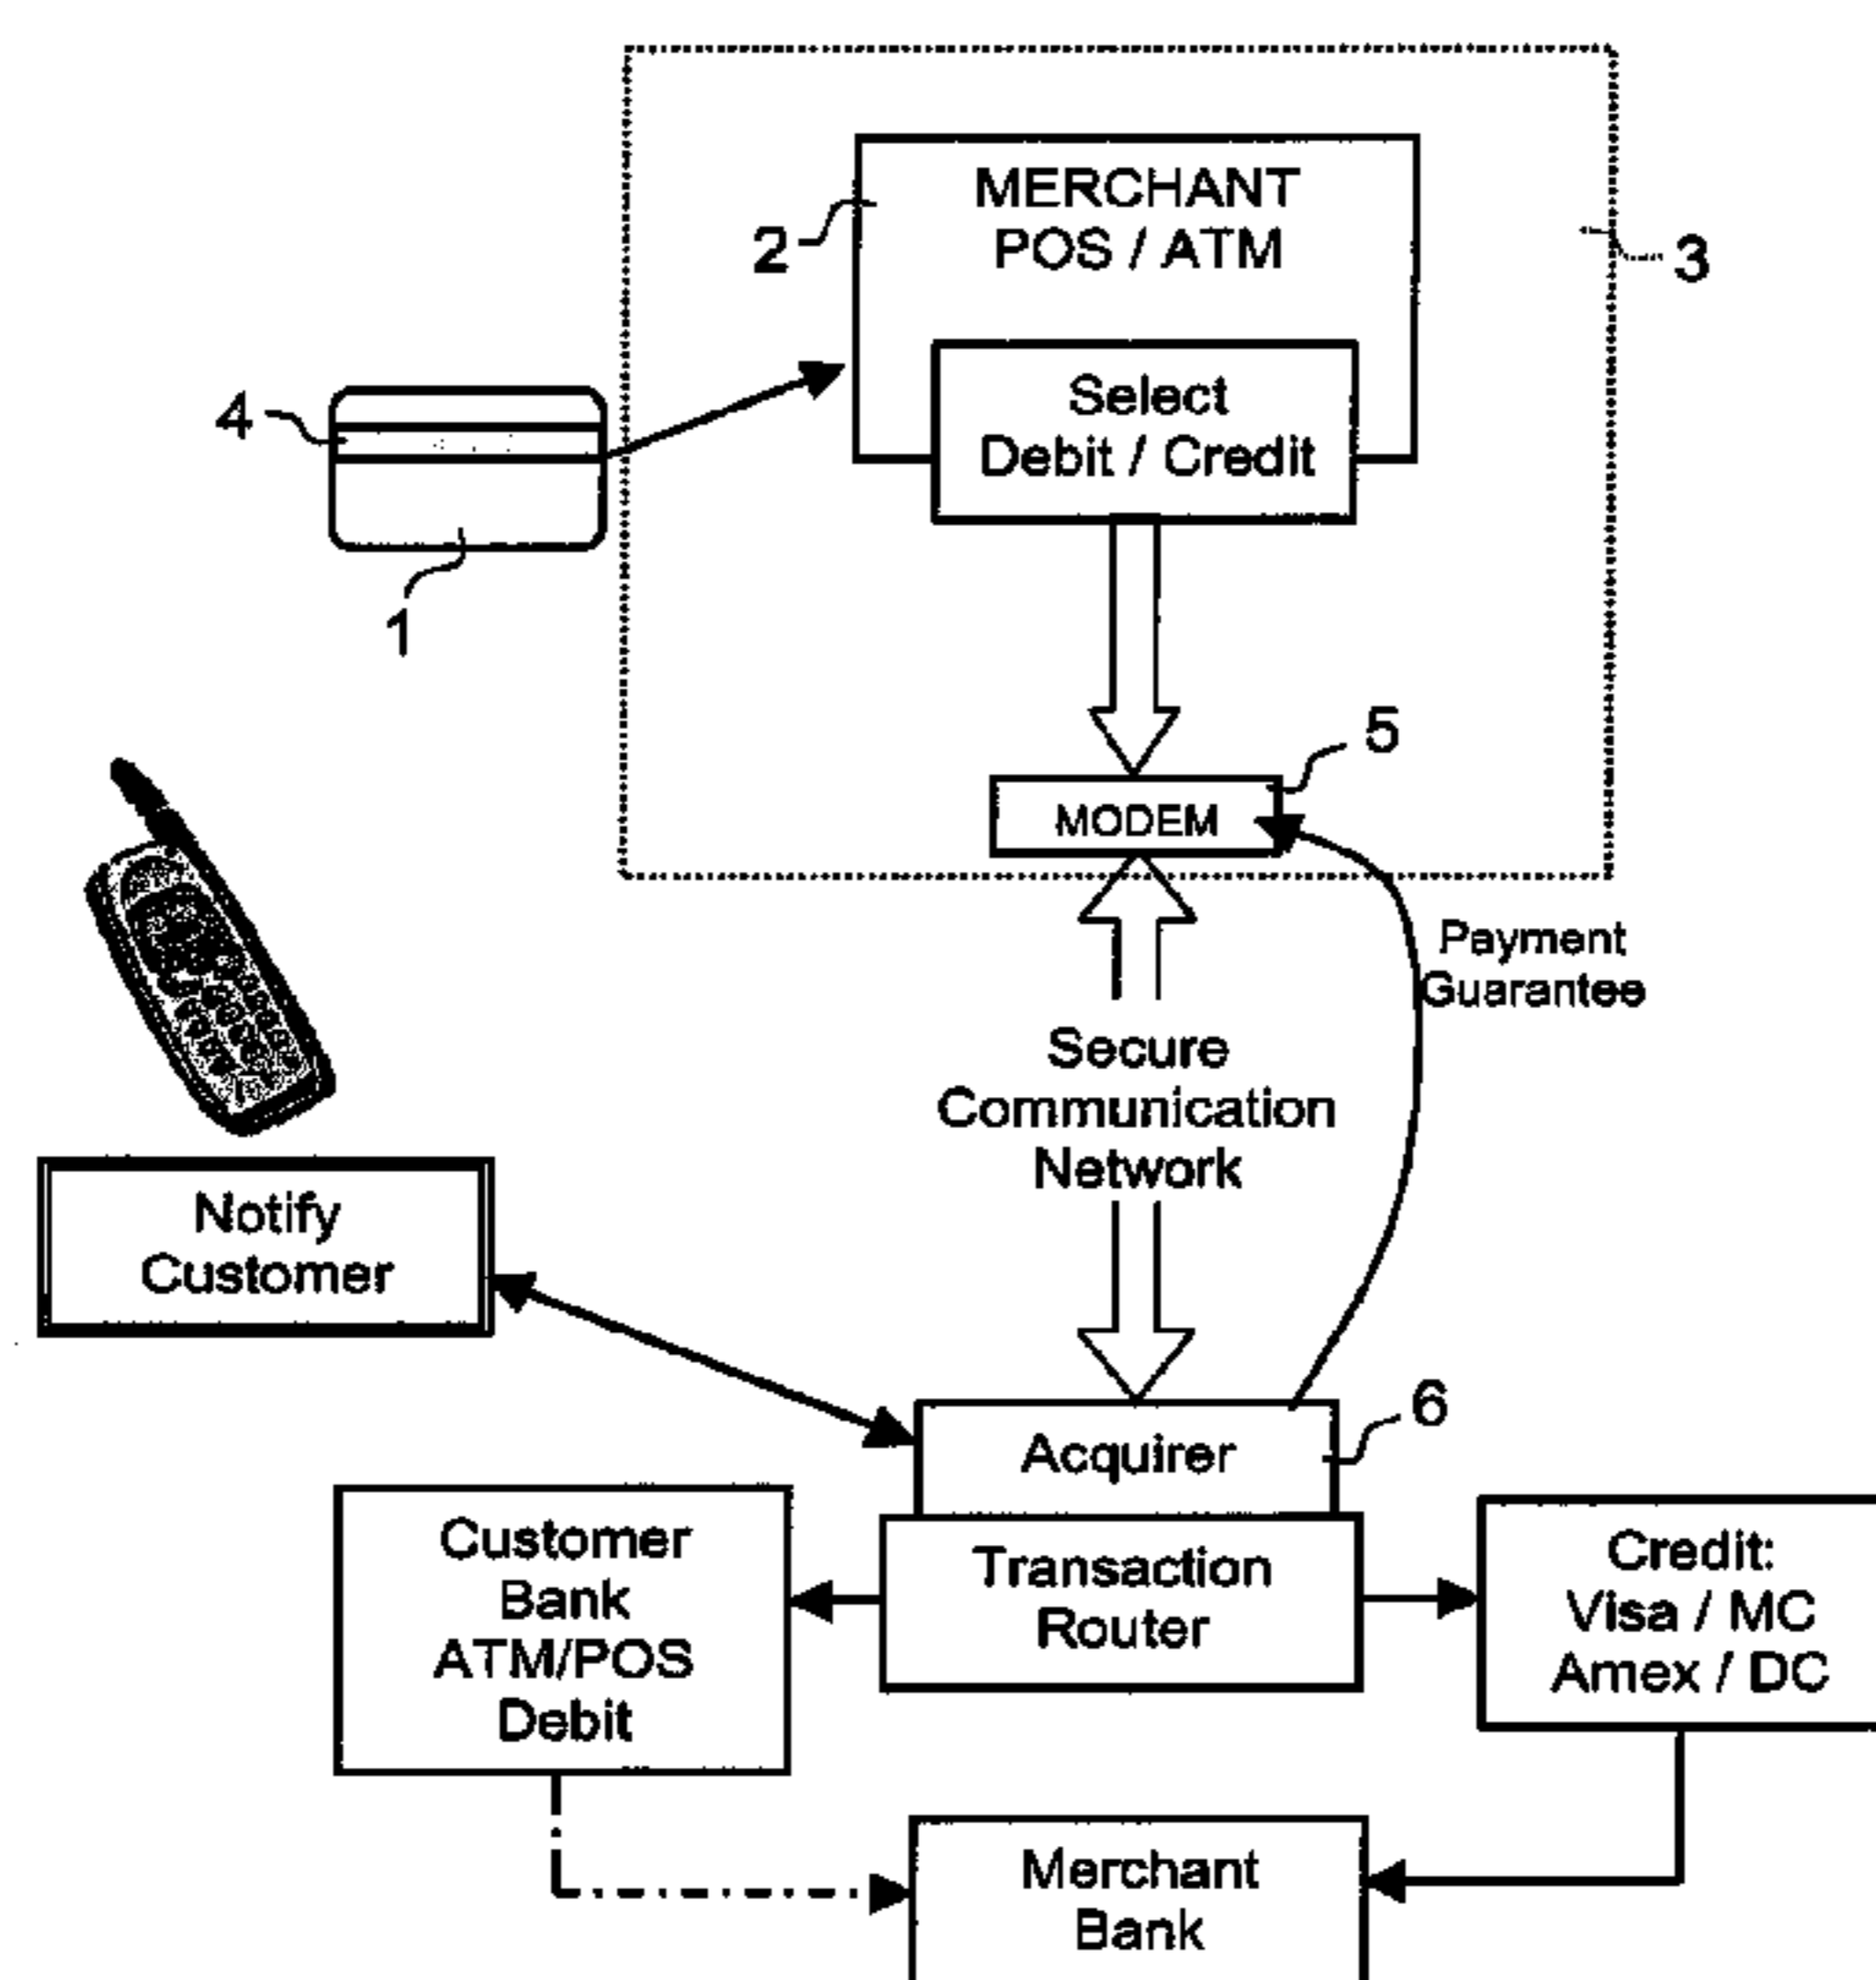 MERCHANT
POS / ATM
2
3
Select
Debit / Credit
4
1
5
MODEM
Payment
Guarantee
Secure
Communication
Network
Notify
Customer
6
Acquirer
Customer
Bank
ATM/POS
Debit
Transaction
Router
Credit:
Visa / MC
Amex / DC
Merchant
Bank